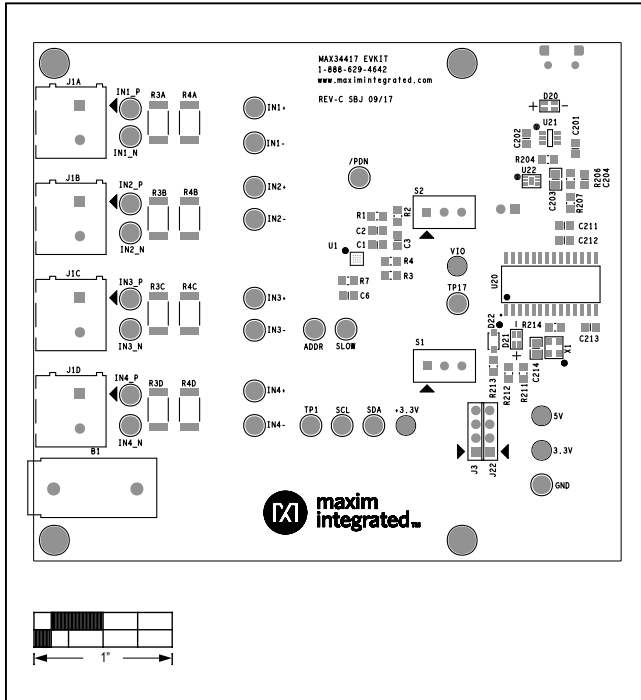 MAX34417 EVKIT
1-888-629-4642
www.maximintegrated.com
REV-C SBJ 09/17
J1A
IN1_P
R3A
R4A
IN1+
IN1_N
IN1-
J1B
IN2_P
R3B
R4B
IN2+
IN2_N
IN2-
J1C
IN3_P
R3C
R4C
IN3+
IN3_N
IN3-
J1D
IN4_P
R3D
R4D
IN4+
IN4_N
IN4-
B1
/PDN
R1
C2
C1
R2
C3
U1
R4
R3
R7
C6
ADDR
SLOW
TP1
SCL
SDA
+3.3V
S2
VIO
TP17
S1
J3
J22
D20
+
-
U21
C202
C201
R204
U22
C203
R206
C204
R207
C211
C212
U20
D22
D21
+
R214
C214
X1
C213
R213
R212
R211
5V
3.3V
GND
maxim
integrated™
1"